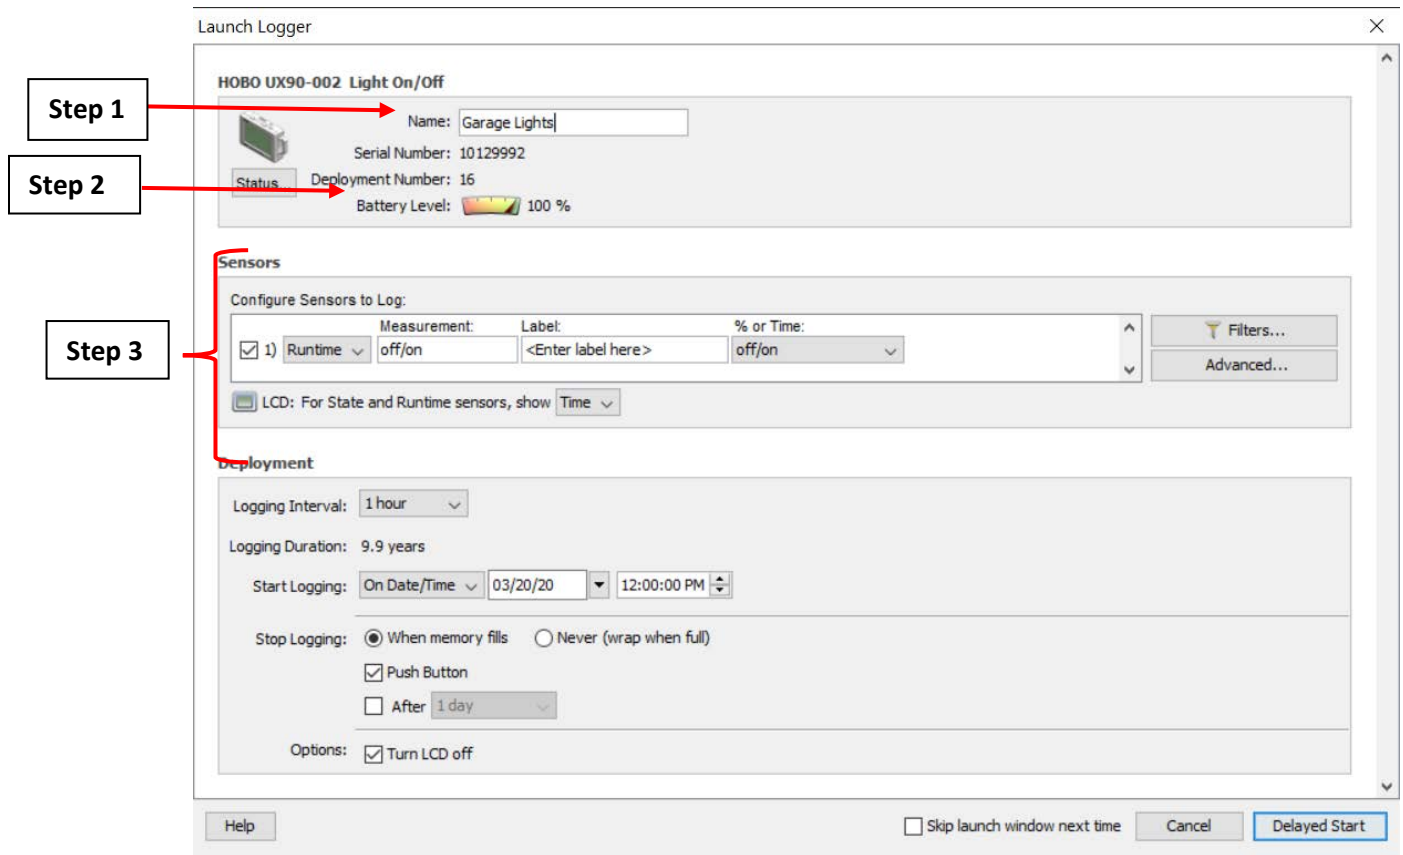 Launch Logger
HOBO UX90-002 Light On/Off
Step 1
Name: Garage Lights
Serial Number: 10129992
Step 2
Status... Deployment Number: 16
Battery Level: 100 %
Sensors
Configure Sensors to Log:
Measurement: Label: % or Time:
1) Runtime off/on <Enter label here> off/on
Filters...
Advanced...
Step 3
LCD: For State and Runtime sensors, show Time
Deployment
Logging Interval: 1 hour
Logging Duration: 9.9 years
Start Logging: On Date/Time 03/20/20 12:00:00 PM
Stop Logging: When memory fills Never (wrap when full)
Push Button
After 1 day
Options: Turn LCD off
Help Skip launch window next time Cancel Delayed Start